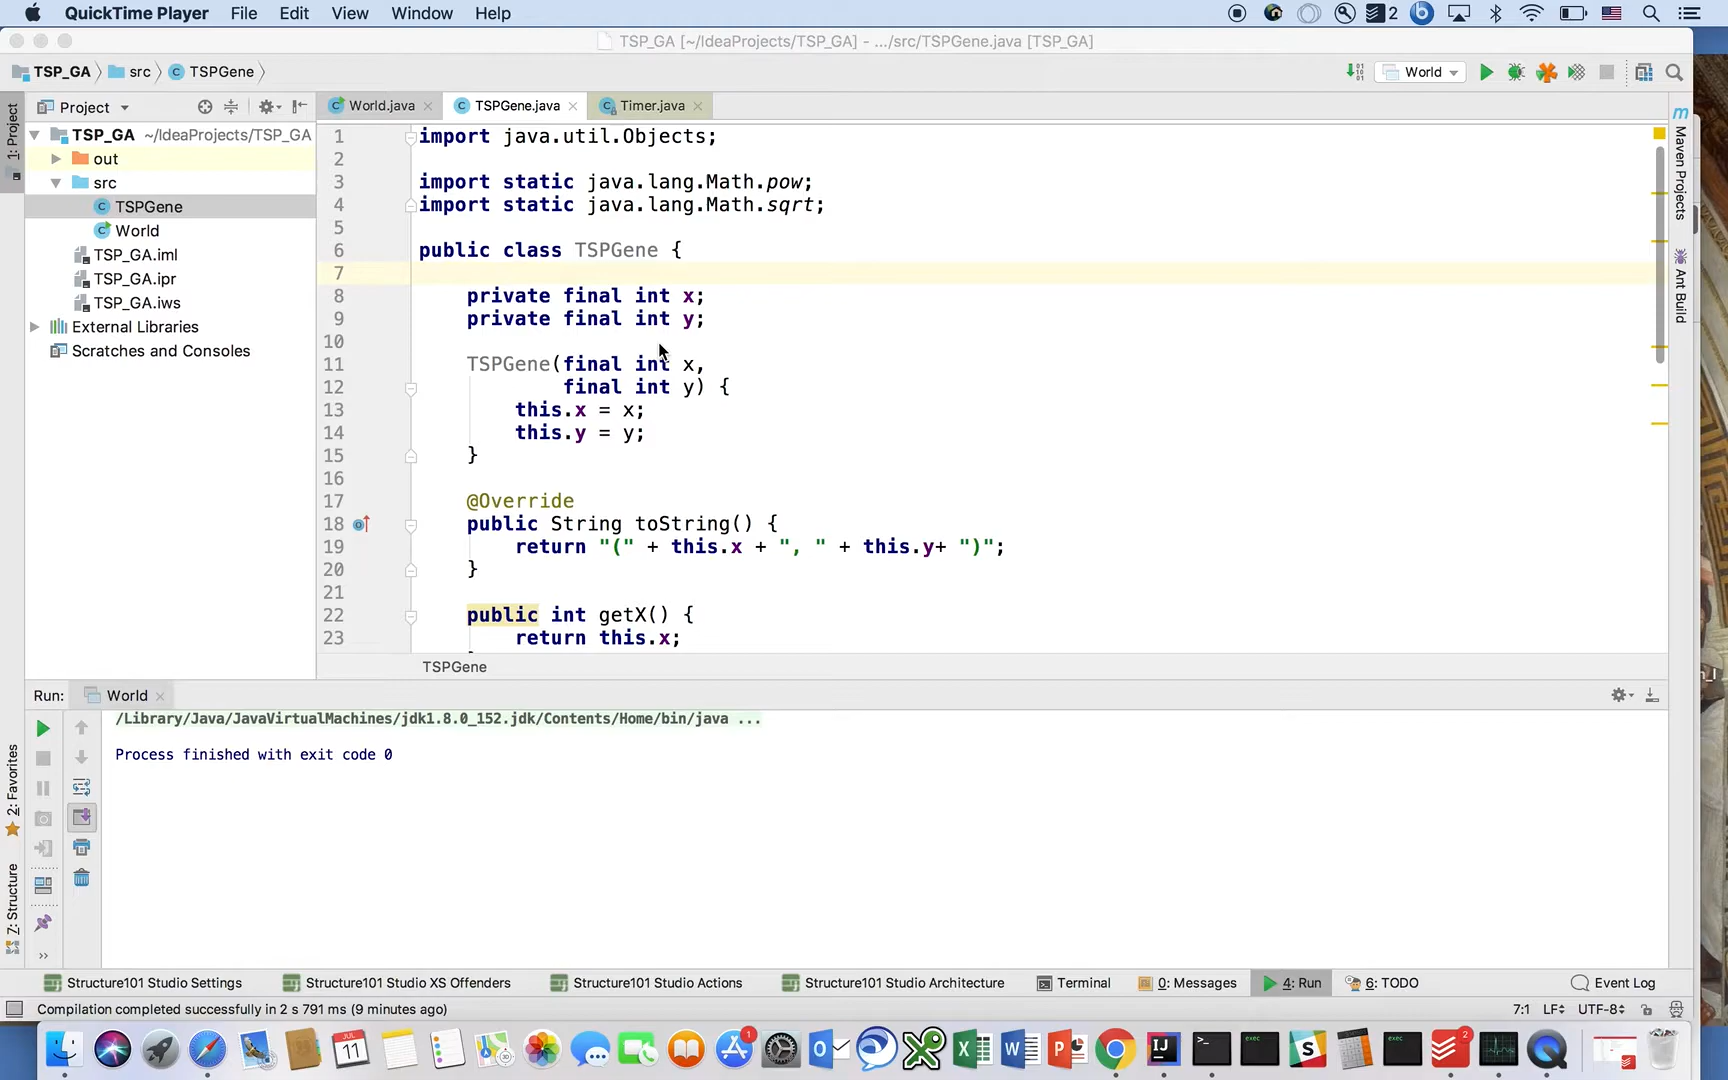 QuickTime Player File Edit View Window Help 2
TSP_GA [~/IdeaProjects/TSP_GA] - .../src/TSPGene.java [TSP_GA]
TSP_GA src TSPGene World
Project World.java TSPGene.java Timer.java
1: Project
TSP_GA ~/IdeaProjects/TSP_GA
out
src
TSPGene
World
TSP_GA.iml
TSP_GA.ipr
TSP_GA.iws
External Libraries
Scratches and Consoles
1 import java.util.Objects;
2
3 import static java.lang.Math.pow;
4 import static java.lang.Math.sqrt;
5
6 public class TSPGene {
7
8 private final int x;
9 private final int y;
10
11 TSPGene(final int x,
12 final int y) {
13 this.x = x;
14 this.y = y;
15 }
16
17 @Override
18 public String toString() {
19 return "(" + this.x + ", " + this.y+ ")";
20 }
21
22 public int getX() {
23 return this.x;
TSPGene
Maven Projects
Ant Build
Run: World
/Library/Java/JavaVirtualMachines/jdk1.8.0_152.jdk/Contents/Home/bin/java ...
Process finished with exit code 0
2: Favorites
Z: Structure
Structure101 Studio Settings Structure101 Studio XS Offenders Structure101 Studio Actions Structure101 Studio Architecture Terminal 0: Messages 4: Run 6: TODO Event Log
Compilation completed successfully in 2 s 791 ms (9 minutes ago) 7:1 LF UTF-8
JUL
11
1
IJ
exec
exec
2